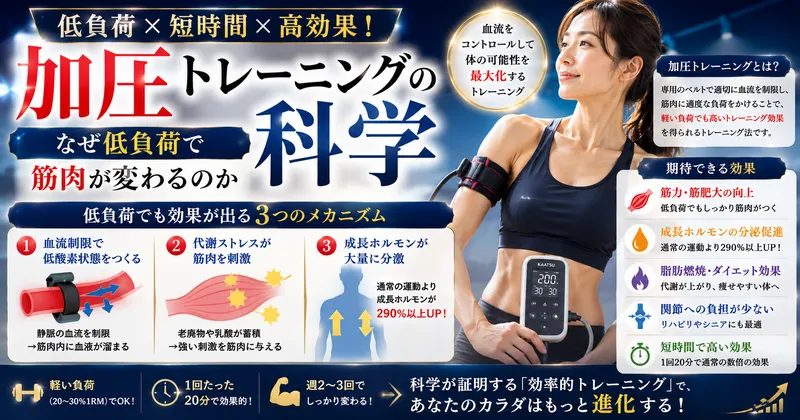 低負荷×短時間×高効果!
加圧トレーニングの
科学
なぜ低負荷で
筋肉が変わるのか
血流を
コントロールして
体の可能性を
最大化する
トレーニング
加圧トレーニングとは?
専用のベルトで適切に血流を制限し、
筋肉に適度な負荷をかけることで、
軽い負荷でも高いトレーニング効果
を得られるトレーニング法です。
低負荷でも効果が出る3つのメカニズム
1 血流制限で
低酸素状態をつくる
静脈の血流を制限
→筋肉内に血液が溜まる
2 代謝ストレスが
筋肉を刺激
老廃物や乳酸が蓄積
→強い刺激を筋肉に与える
3 成長ホルモンが
大量に分激
通常の運動より
成長ホルモンが
290%以上UP!
KAATSU
200
30 30
期待できる効果
筋力・筋肥大の向上
低負荷でもしっかり筋肉がつく
成長ホルモンの分泌促進
通常の運動より290%以上UP!
脂肪燃焼・ダイエット効果
代謝が上がり、痩せやすい体へ
関節への負担が少ない
リハビリやシニアにも最適
短時間で高い効果
1回20分で通常の数倍の効果
軽い負荷
(20〜30%1RM)でOK!
1回たった
20分で効果的!
週2〜3回で
しっかり変わる!
科学が証明する「効率的トレーニング」で、
あなたのカラダはもっと進化する!